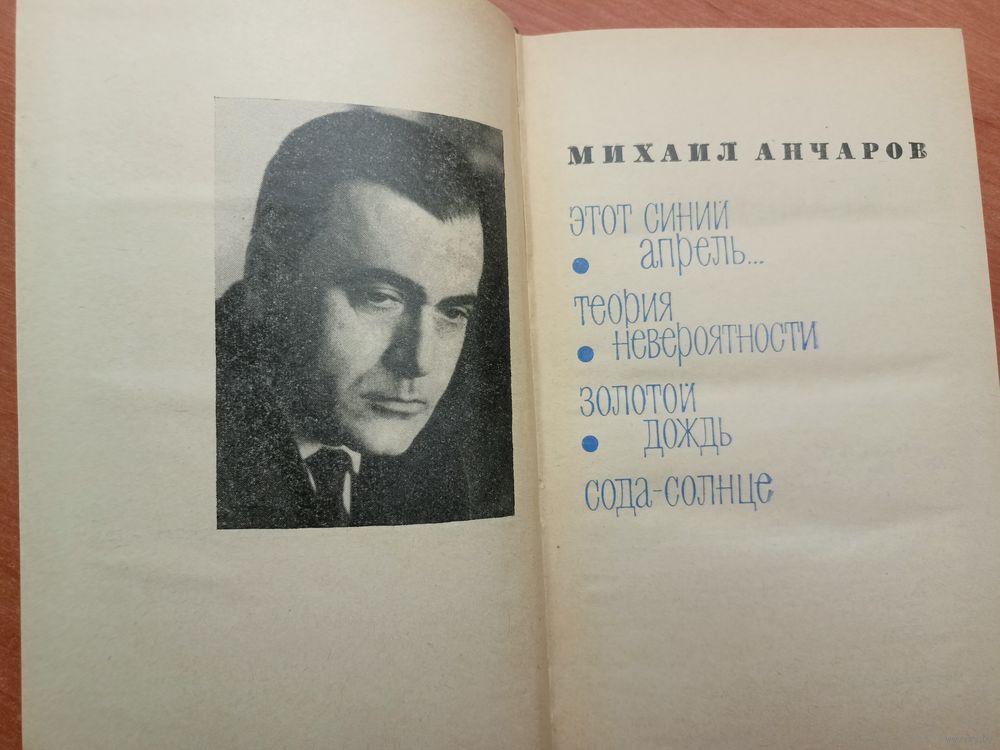 МИХАИЛ АНЧАРОВ
этот синий
апрель...
теория
невероятности
золотой
дождь
сода-солнце